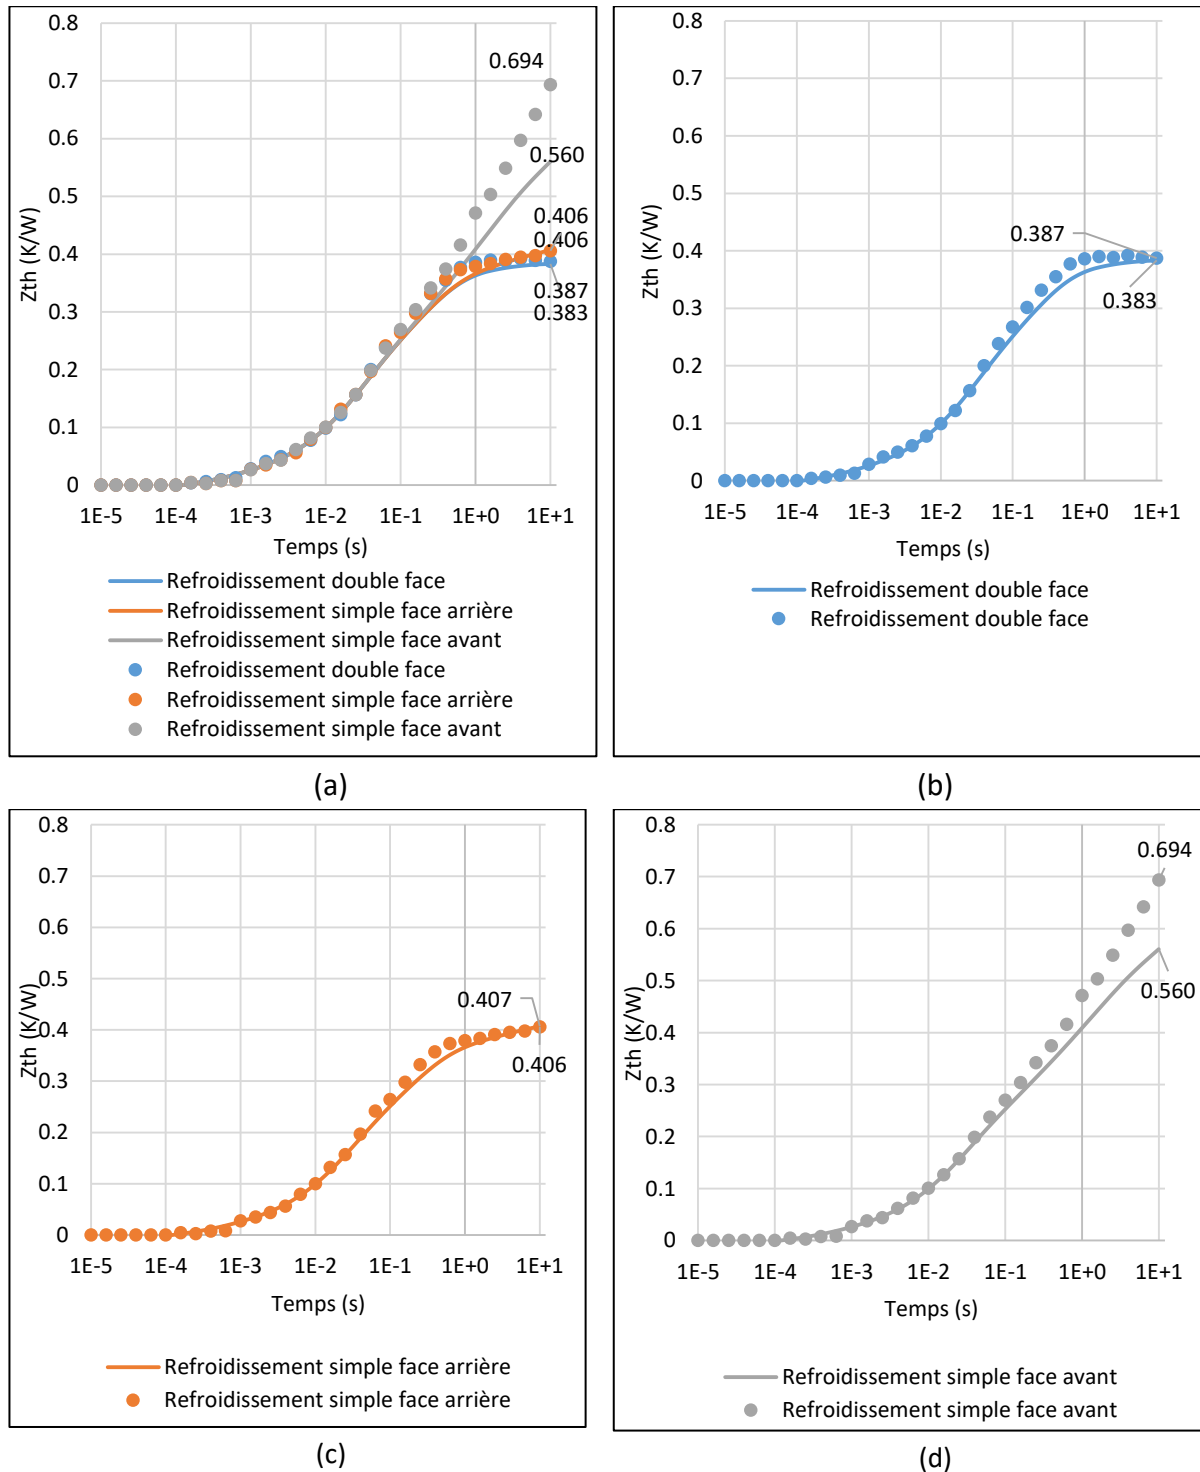 0.8
0.7
0.6
0.5
0.4
0.3
0.2
0.1
0
Zth (K/W)
0.694
0.560
0.406
0.406
0.387
0.383
1E-5 1E-4 1E-3 1E-2 1E-1 1E+0 1E+1
Temps (s)
Refroidissement double face
Refroidissement simple face arrière
Refroidissement simple face avant
Refroidissement double face
Refroidissement simple face arrière
Refroidissement simple face avant
(a)
0.8
0.7
0.6
0.5
0.4
0.3
0.2
0.1
0
Zth (K/W)
0.387
0.383
1E-5 1E-4 1E-3 1E-2 1E-1 1E+0 1E+1
Temps (s)
Refroidissement double face
Refroidissement double face
(b)
0.8
0.7
0.6
0.5
0.4
0.3
0.2
0.1
0
Zth (K/W)
0.407
0.406
1E-5 1E-4 1E-3 1E-2 1E-1 1E+0 1E+1
Temps (s)
Refroidissement simple face arrière
Refroidissement simple face arrière
(c)
0.8
0.7
0.6
0.5
0.4
0.3
0.2
0.1
0
Zth (K/W)
0.694
0.560
1E-5 1E-4 1E-3 1E-2 1E-1 1E+0 1E+1
Temps (s)
Refroidissement simple face avant
Refroidissement simple face avant
(d)